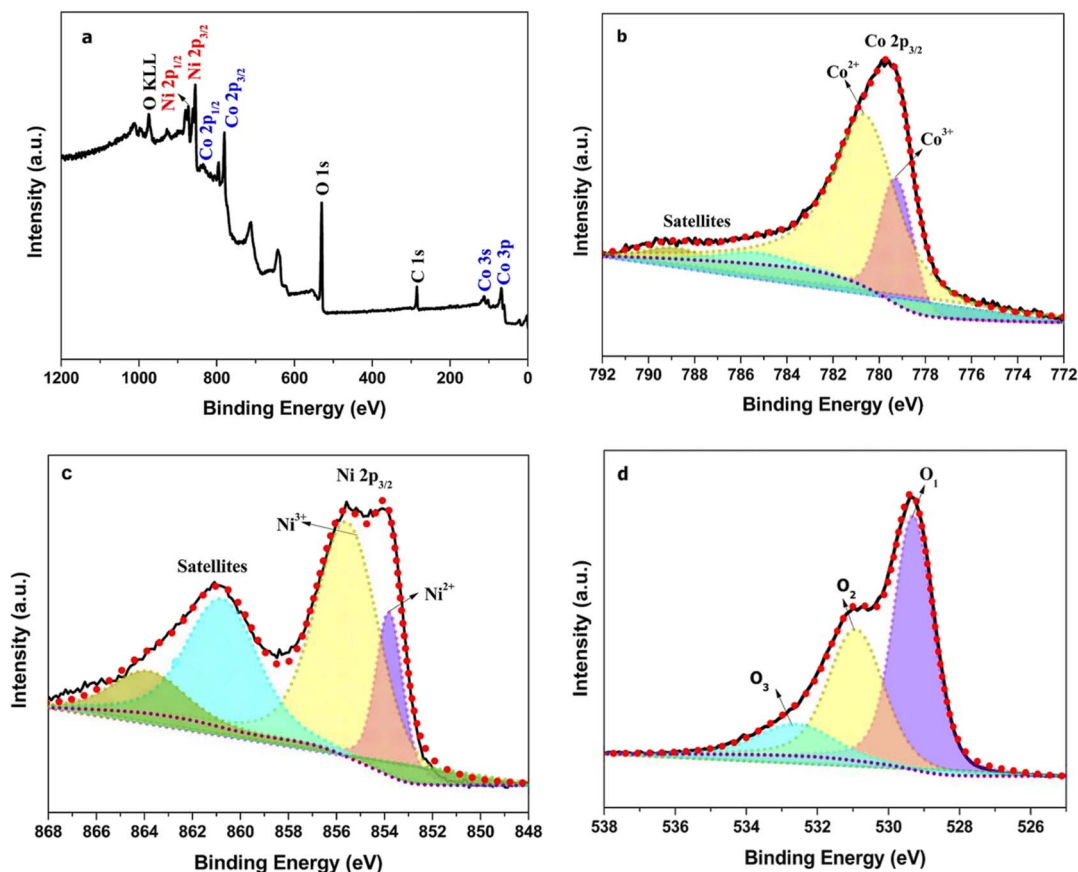 a
O KLL
Ni 2p1/2
Ni 2p3/2
Co 2p1/2
Co 2p3/2
O 1s
C 1s
Co 3s
Co 3p
Intensity (a.u.)
1200 1000 800 600 400 200 0
Binding Energy (eV)
b
Co 2p3/2
Co2+
Co3+
Satellites
Intensity (a.u.)
792 790 788 786 784 782 780 778 776 774 772
Binding Energy (eV)
c
Ni 2p3/2
Ni3+
Ni2+
Satellites
Intensity (a.u.)
868 866 864 862 860 858 856 854 852 850 848
Binding Energy (eV)
d
O1
O2
O3
Intensity (a.u.)
538 536 534 532 530 528 526
Binding Energy (eV)